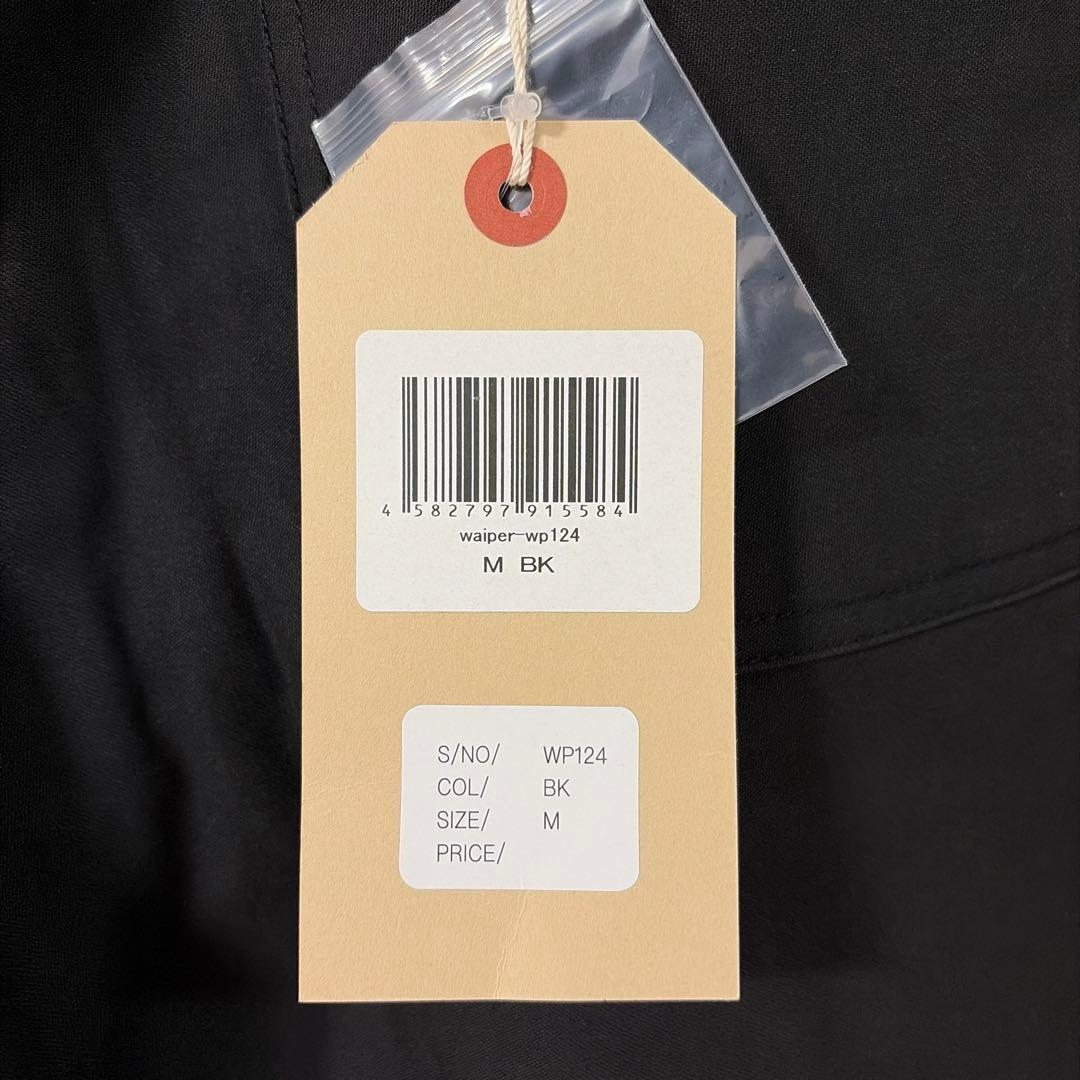 4 582797 915584
waiper-wp124
M BK
S/NO/ WP124
COL/ BK
SIZE/ M
PRICE/